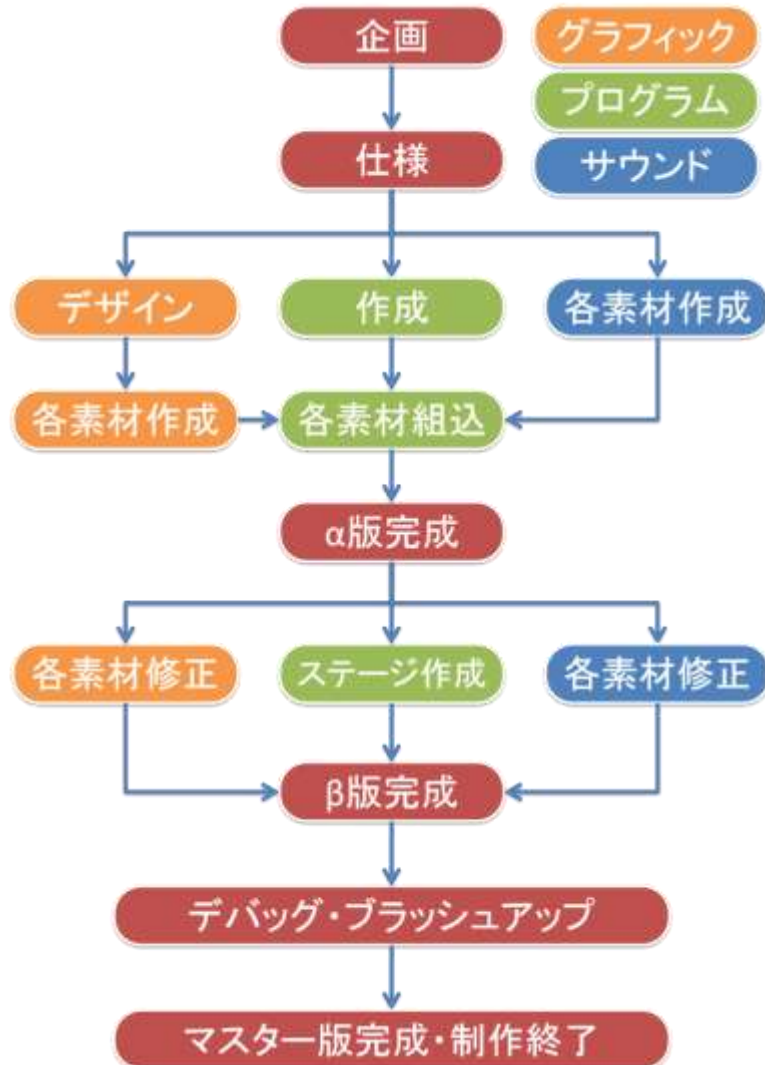 企画
グラフィック
プログラム
仕様
サウンド
デザイン
作成
各素材作成
各素材作成
各素材組込
α版完成
各素材修正
ステージ作成
各素材修正
β版完成
デバッグ・ブラッシュアップ
マスター版完成・制作終了